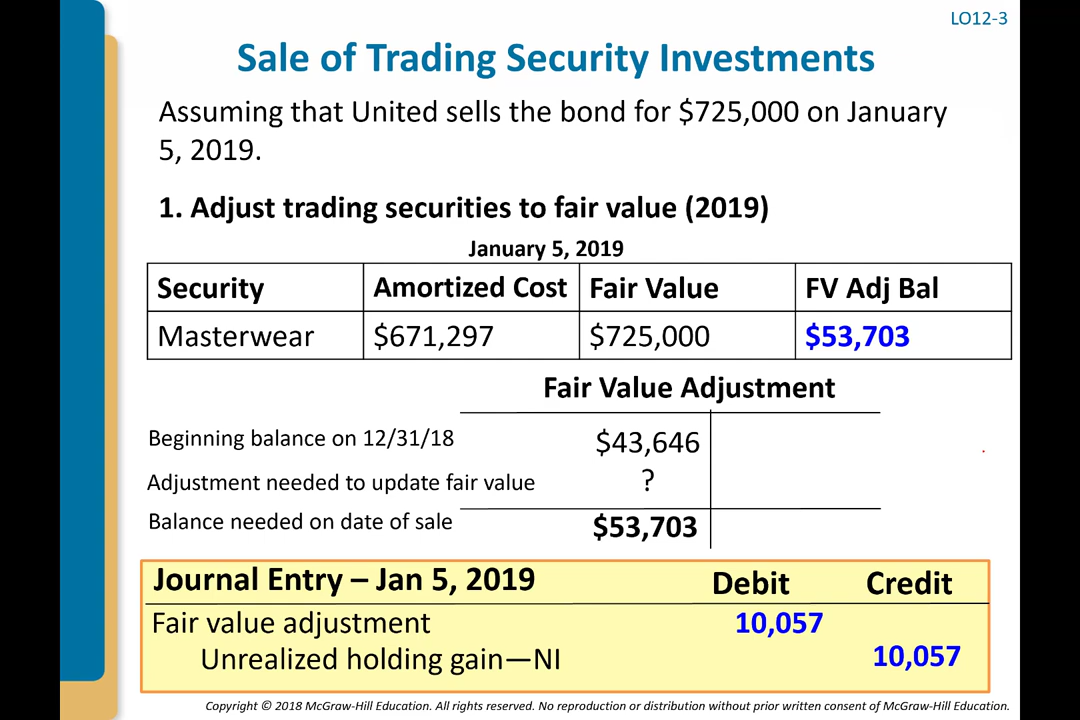 LO12-3
Sale of Trading Security Investments
Assuming that United sells the bond for $725,000 on January
5, 2019.
1. Adjust trading securities to fair value (2019)
January 5, 2019
Security Amortized Cost Fair Value FV Adj Bal
Masterwear $671,297 $725,000 $53,703
Fair Value Adjustment
Beginning balance on 12/31/18 $43,646
Adjustment needed to update fair value ?
Balance needed on date of sale $53,703
Journal Entry – Jan 5, 2019 Debit Credit
Fair value adjustment 10,057
Unrealized holding gain—NI 10,057
Copyright © 2018 McGraw-Hill Education. All rights reserved. No reproduction or distribution without prior written consent of McGraw-Hill Education.